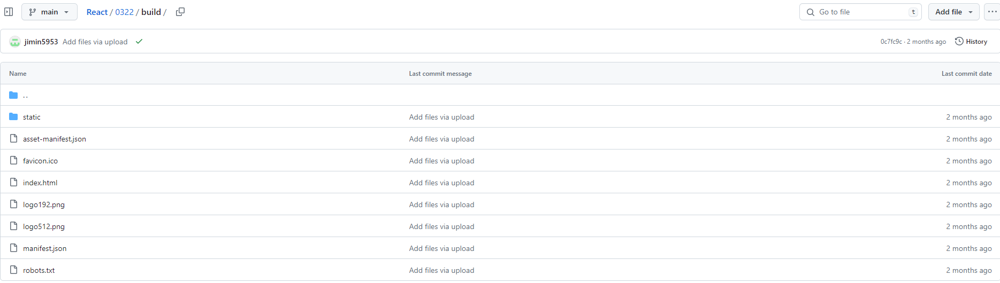 main React / 0322 / build / Go to file t Add file
jimin5953 Add files via upload 0c7fc9c · 2 months ago History
Name Last commit message Last commit date
..
static Add files via upload 2 months ago
asset-manifest.json Add files via upload 2 months ago
favicon.ico Add files via upload 2 months ago
index.html Add files via upload 2 months ago
logo192.png Add files via upload 2 months ago
logo512.png Add files via upload 2 months ago
manifest.json Add files via upload 2 months ago
robots.txt Add files via upload 2 months ago